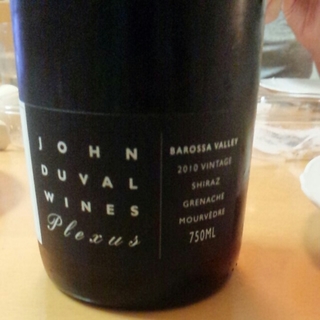 JOHN
DUVAL
WINES
Plexus
BAROSSA VALLEY
2010 VINTAGE
SHIRAZ
GRENACHE
MOURVÈDRE
750ML